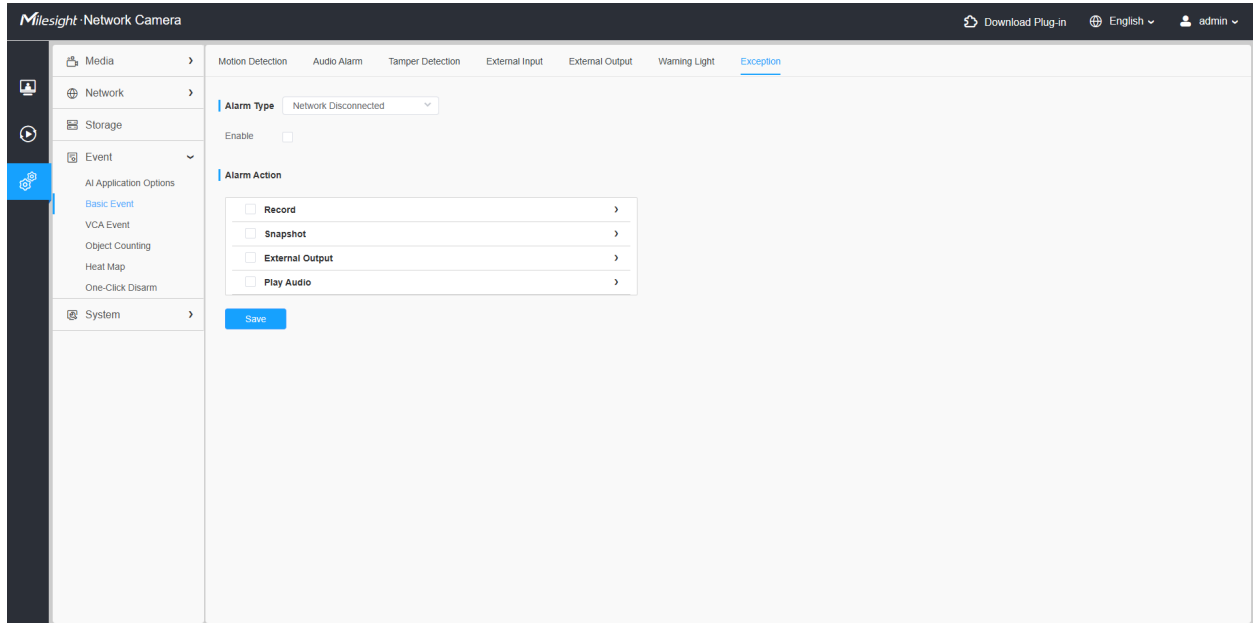 Milesight·Network Camera
Download Plug-in
English
admin
Media
Network
Storage
Event
AI Application Options
Basic Event
VCA Event
Object Counting
Heat Map
One-Click Disarm
System
Motion Detection Audio Alarm Tamper Detection External Input External Output Warning Light Exception
Alarm Type Network Disconnected
Enable
Alarm Action
Record
Snapshot
External Output
Play Audio
Save